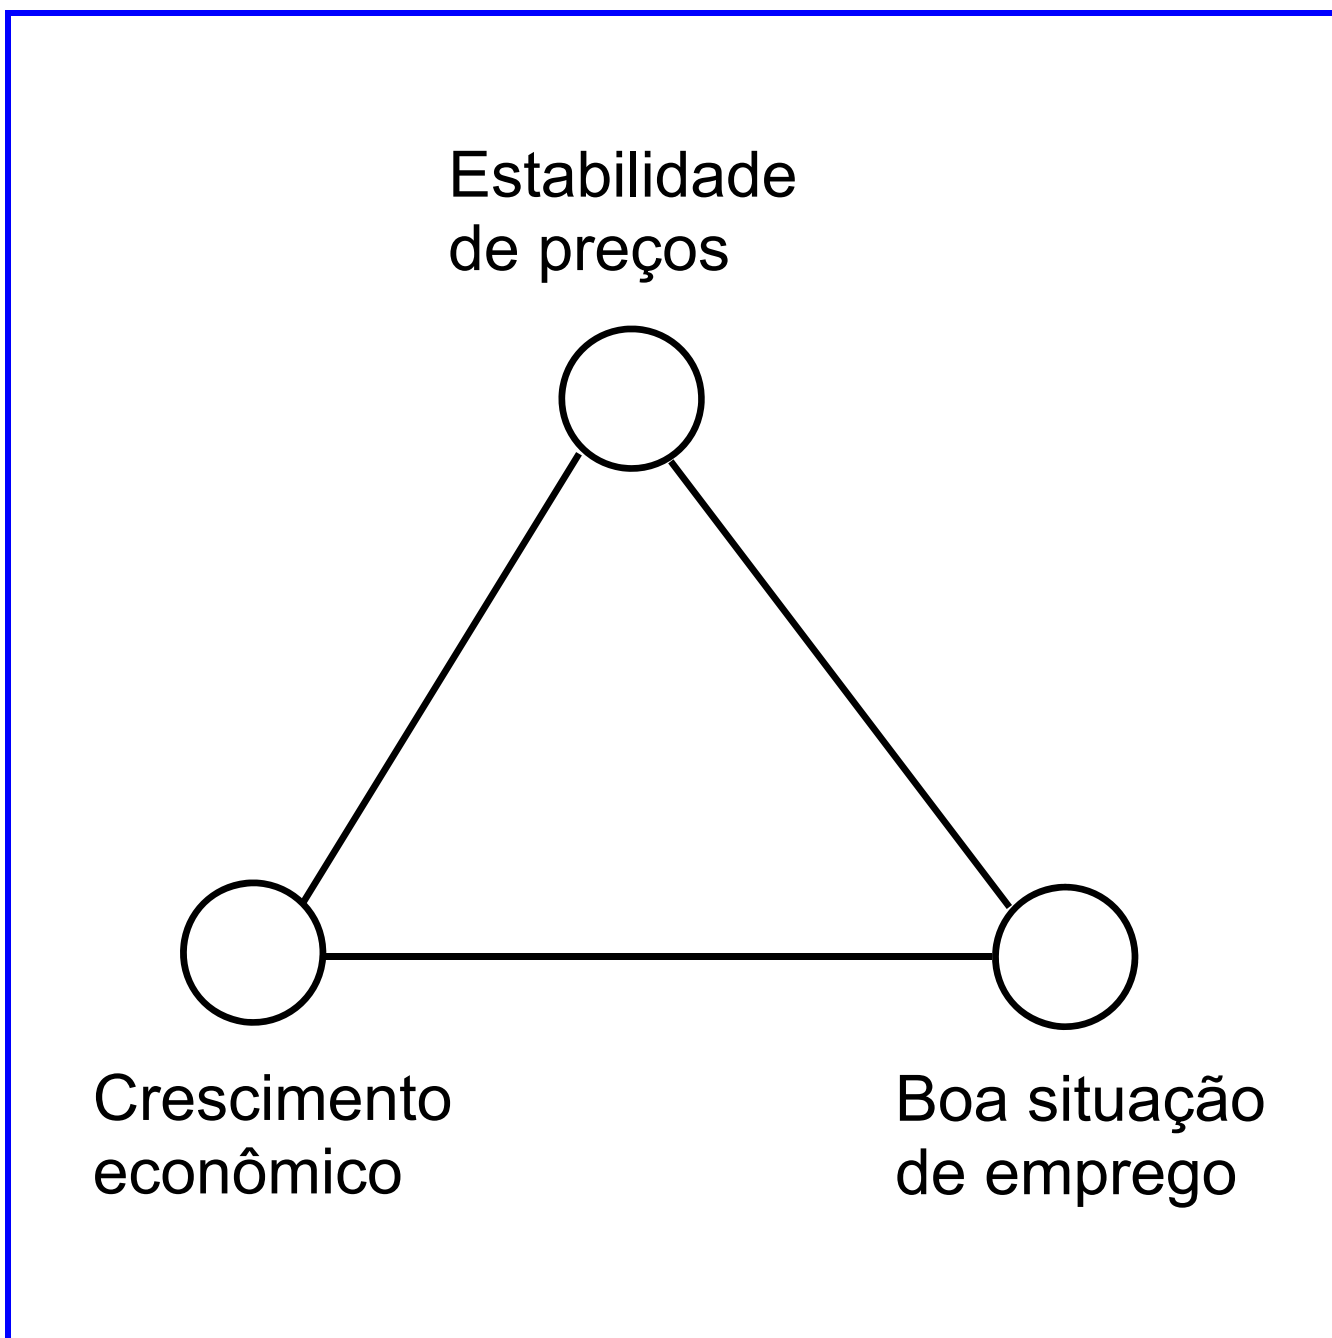 Estabilidade
de preços
Crescimento
econômico
Boa situação
de emprego